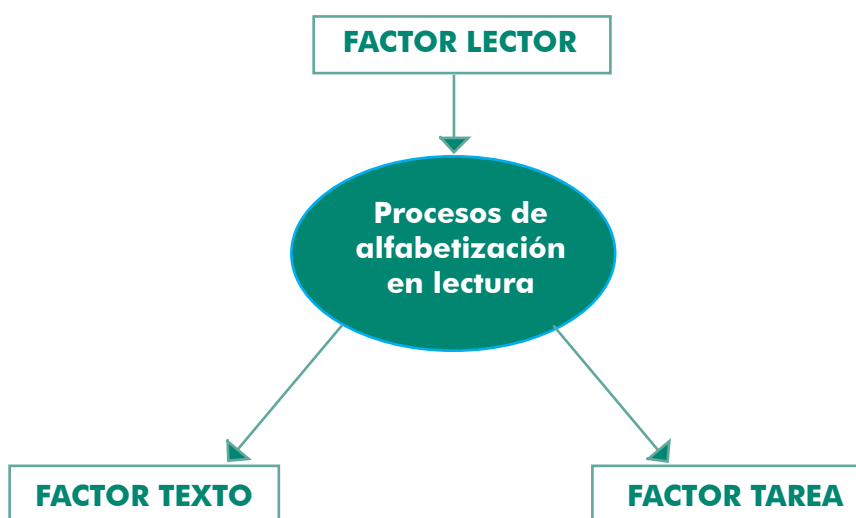 FACTOR LECTOR
Procesos de
alfabetización
en lectura
FACTOR TEXTO
FACTOR TAREA